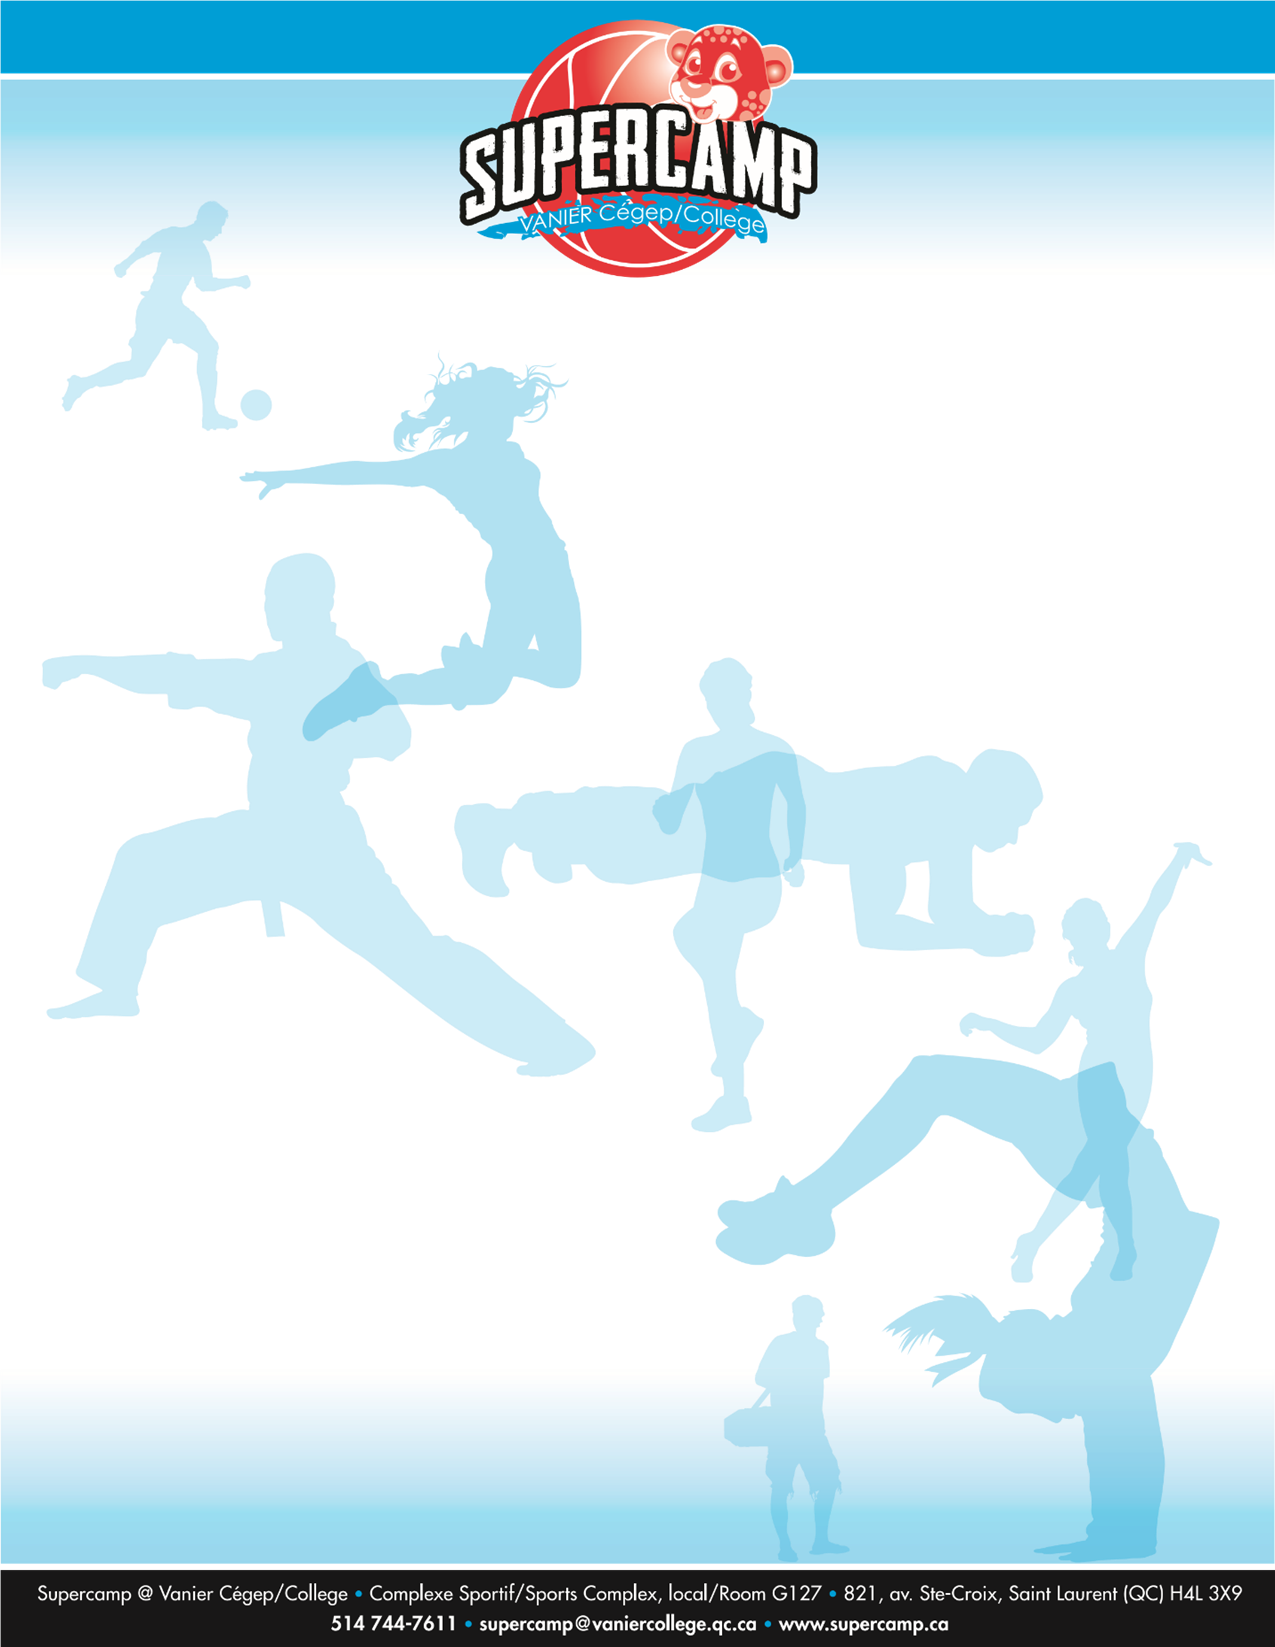 SUPERCAMP
VANIER Cégep/College
Supercamp @ Vanier Cégep/College • Complexe Sportif/Sports Complex, local/Room G127 • 821, av. Ste-Croix, Saint Laurent (QC) H4L 3X9
514 744-7611 • supercamp@vaniercollege.qc.ca • www.supercamp.ca